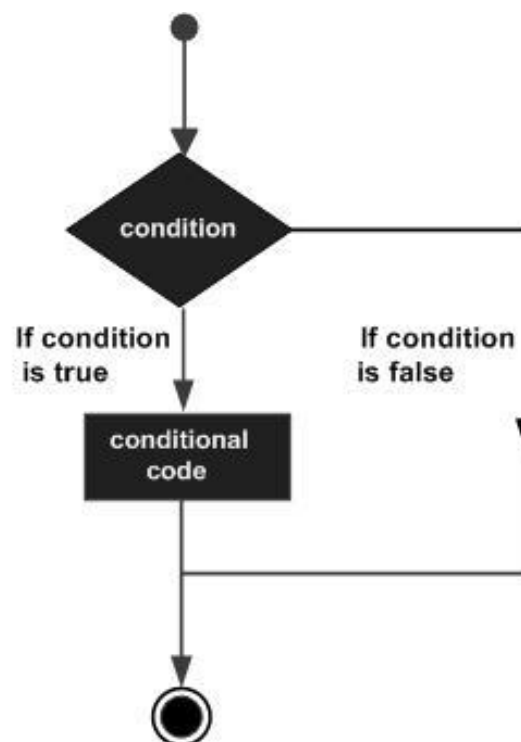 condition
If condition
is true
If condition
is false
conditional
code